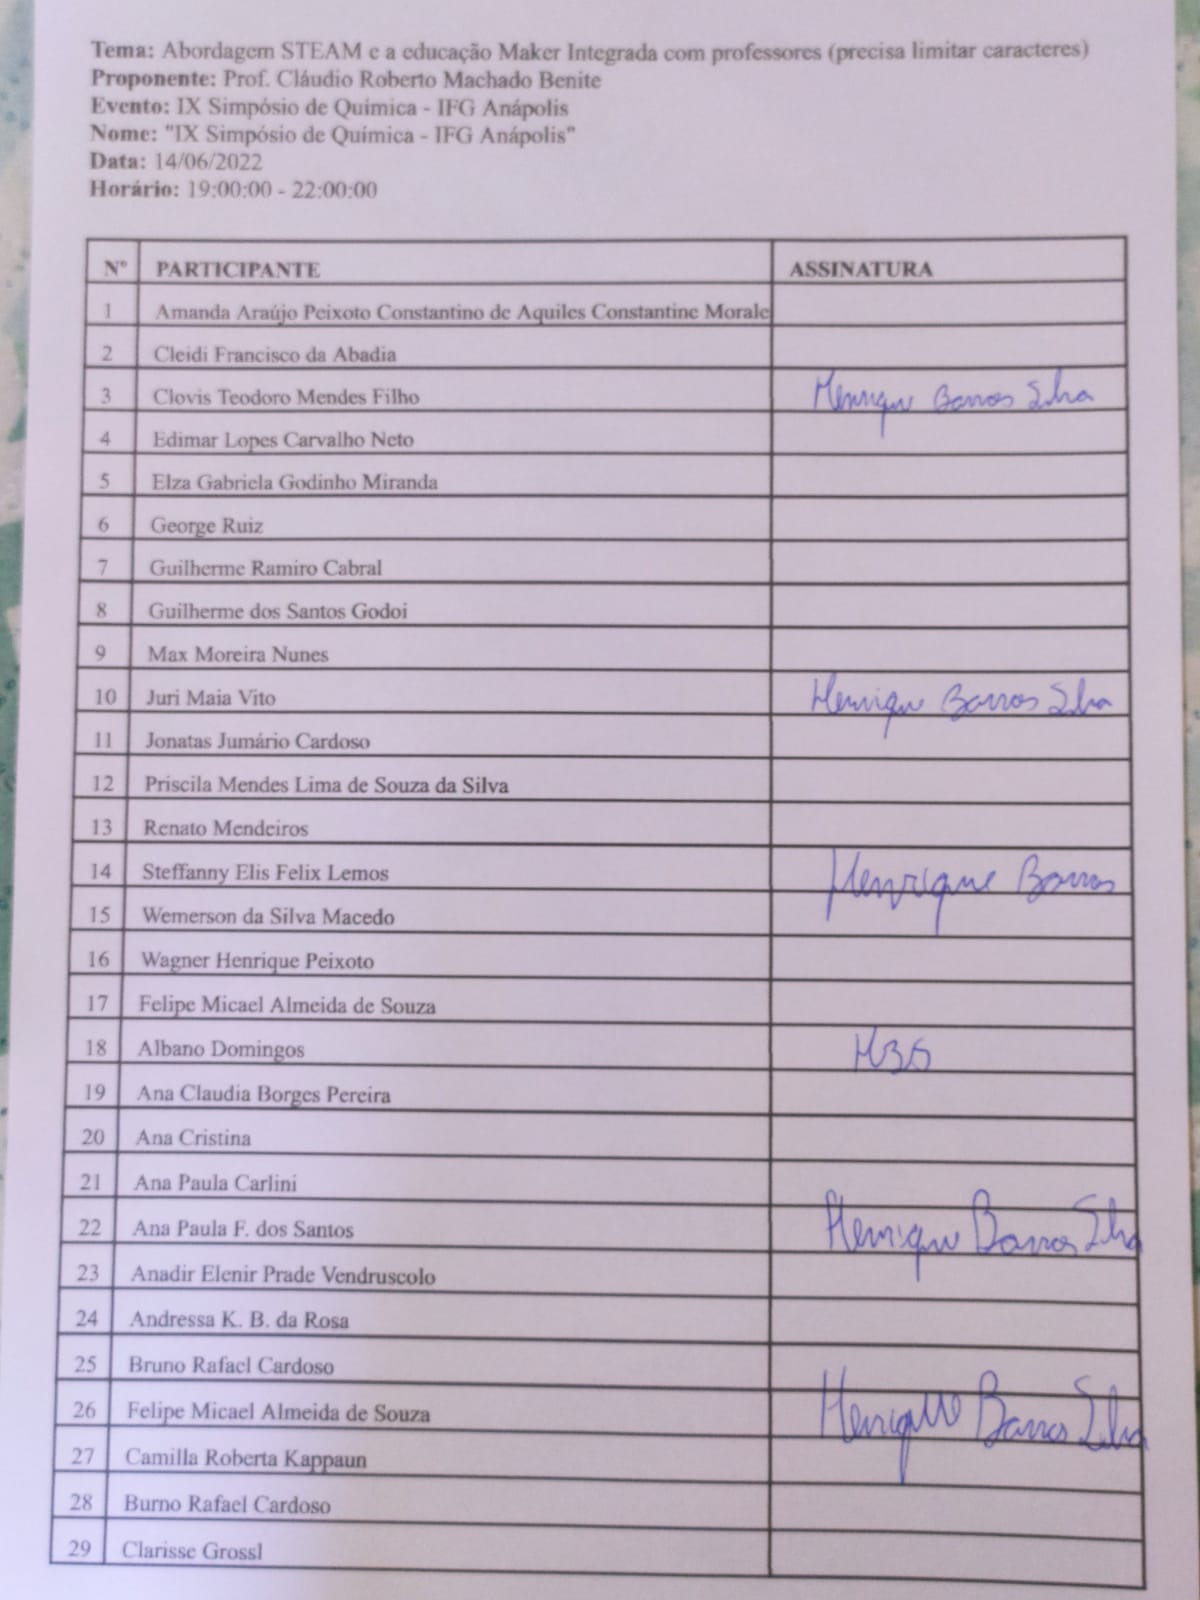 Tema: Abordagem STEAM e a educação Maker Integrada com professores (precisa limitar caracteres)
Proponente: Prof. Cláudio Roberto Machado Benite
Evento: IX Simpósio de Química - IFG Anápolis
Nome: "IX Simpósio de Química - IFG Anápolis"
Data: 14/06/2022
Horário: 19:00:00 - 22:00:00
Nº PARTICIPANTE ASSINATURA
1 Amanda Araújo Peixoto Constantino de Aquiles Constantine Morale
2 Cleidi Francisco da Abadia
3 Clovis Teodoro Mendes Filho Henrique Barros Silva
4 Edimar Lopes Carvalho Neto
5 Elza Gabriela Godinho Miranda
6 George Ruiz
7 Guilherme Ramiro Cabral
8 Guilherme dos Santos Godoi
9 Max Moreira Nunes
10 Juri Maia Vito Henrique Barros Silva
11 Jonatas Jumário Cardoso
12 Priscila Mendes Lima de Souza da Silva
13 Renato Mendeiros
14 Steffanny Elis Felix Lemos Henrique Barros
15 Wemerson da Silva Macedo
16 Wagner Henrique Peixoto
17 Felipe Micael Almeida de Souza
18 Albano Domingos HBS
19 Ana Claudia Borges Pereira
20 Ana Cristina
21 Ana Paula Carlini
22 Ana Paula F. dos Santos Henrique Barros Silva
23 Anadir Elenir Prade Vendruscolo
24 Andressa K. B. da Rosa
25 Bruno Rafael Cardoso
26 Felipe Micael Almeida de Souza Henrique Barros Silva
27 Camilla Roberta Kappaun
28 Burno Rafael Cardoso
29 Clarisse Grossl